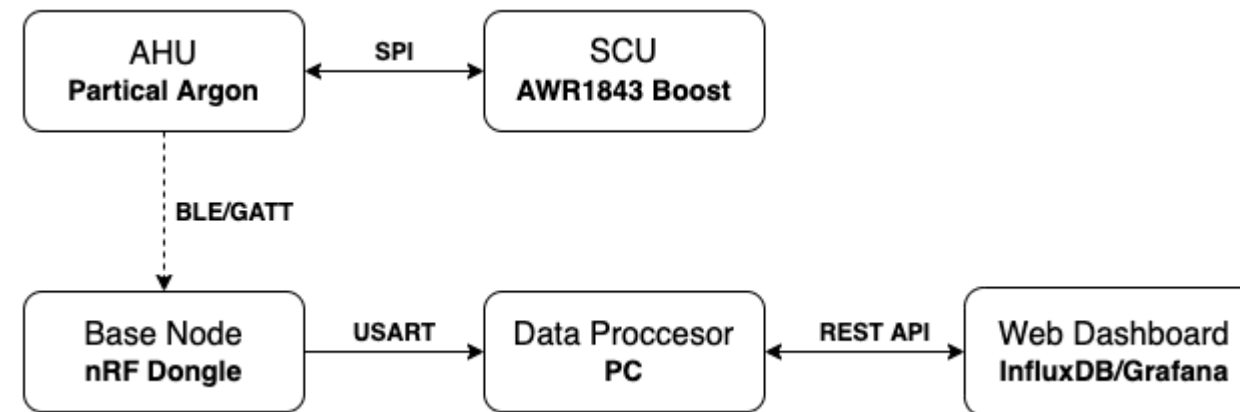 AHU
Partical Argon
SPI
SCU
AWR1843 Boost
BLE/GATT
Base Node
nRF Dongle
USART
Data Proccesor
PC
REST API
Web Dashboard
InfluxDB/Grafana